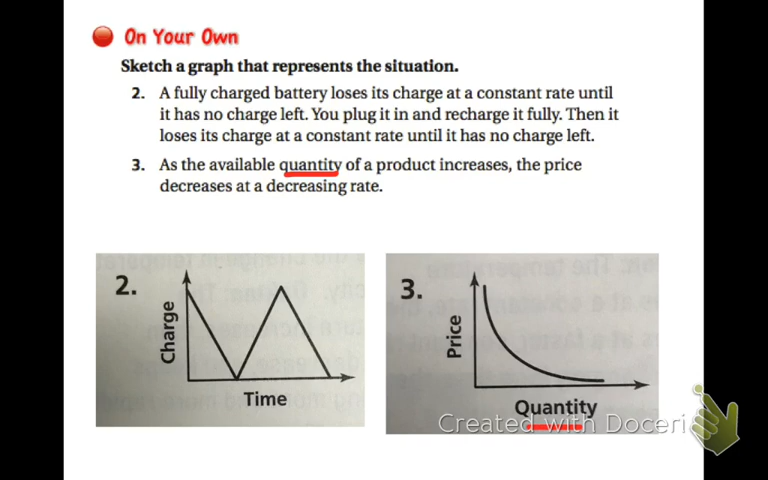 On Your Own
Sketch a graph that represents the situation.
2. A fully charged battery loses its charge at a constant rate until
it has no charge left. You plug it in and recharge it fully. Then it
loses its charge at a constant rate until it has no charge left.
3. As the available quantity of a product increases, the price
decreases at a decreasing rate.
2.
Charge
Time
3.
Price
Quantity
Created with Doceri